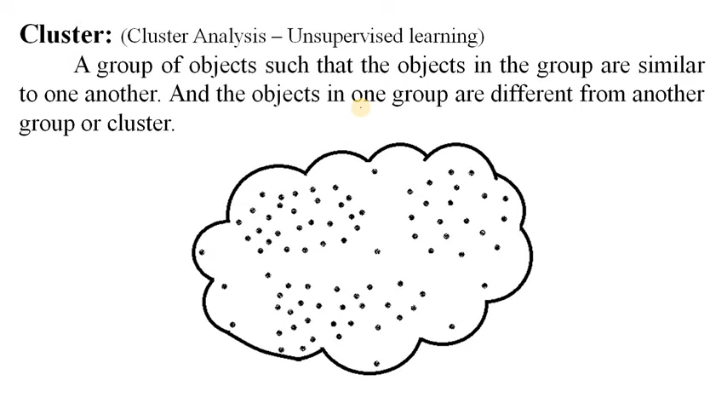 Cluster: (Cluster Analysis – Unsupervised learning)
A group of objects such that the objects in the group are similar
to one another. And the objects in one group are different from another
group or cluster.